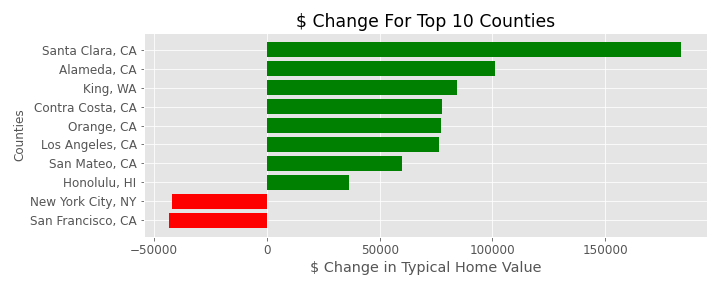 $ Change For Top 10 Counties
Counties
Santa Clara, CA
Alameda, CA
King, WA
Contra Costa, CA
Orange, CA
Los Angeles, CA
San Mateo, CA
Honolulu, HI
New York City, NY
San Francisco, CA
−50000 0 50000 100000 150000
$ Change in Typical Home Value